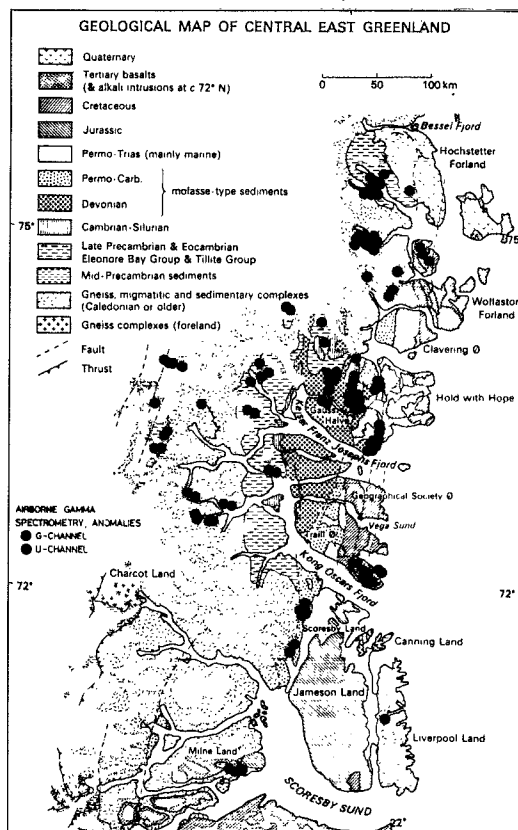 GEOLOGICAL MAP OF CENTRAL EAST GREENLAND
Quaternary
Tertiary basalts
(& alkali intrusions at c 72° N)
Cretaceous
Jurassic
Permo-Trias (mainly marine)
Permo-Carb.
Devonian
molasse-type sediments
Cambrian-Silurian
Late Precambrian & Eocambrian
Eleonore Bay Group & Tillite Group
Mid-Precambrian sediments
Gneiss, migmatitic and sedimentary complexes
(Caledonian or older)
Gneiss complexes (foreland)
Fault
Thrust
0 50 100 km
Bessel Fjord
Hochstetter
Forland
75°
75
Wollaston
Forland
Clavering Ø
Hold with Hope
Gauss
Halvø
Kejser Franz Josephs Fjord
Geographical Society Ø
Vega Sund
Traill Ø
Kong Oscars Fjord
AIRBORNE GAMMA
SPECTROMETRY, ANOMALIES
G-CHANNEL
U-CHANNEL
72°
72°
Charcot Land
Scoresby Land
Canning Land
Jameson Land
Liverpool Land
Milne Land
SCORESBY SUND
22°